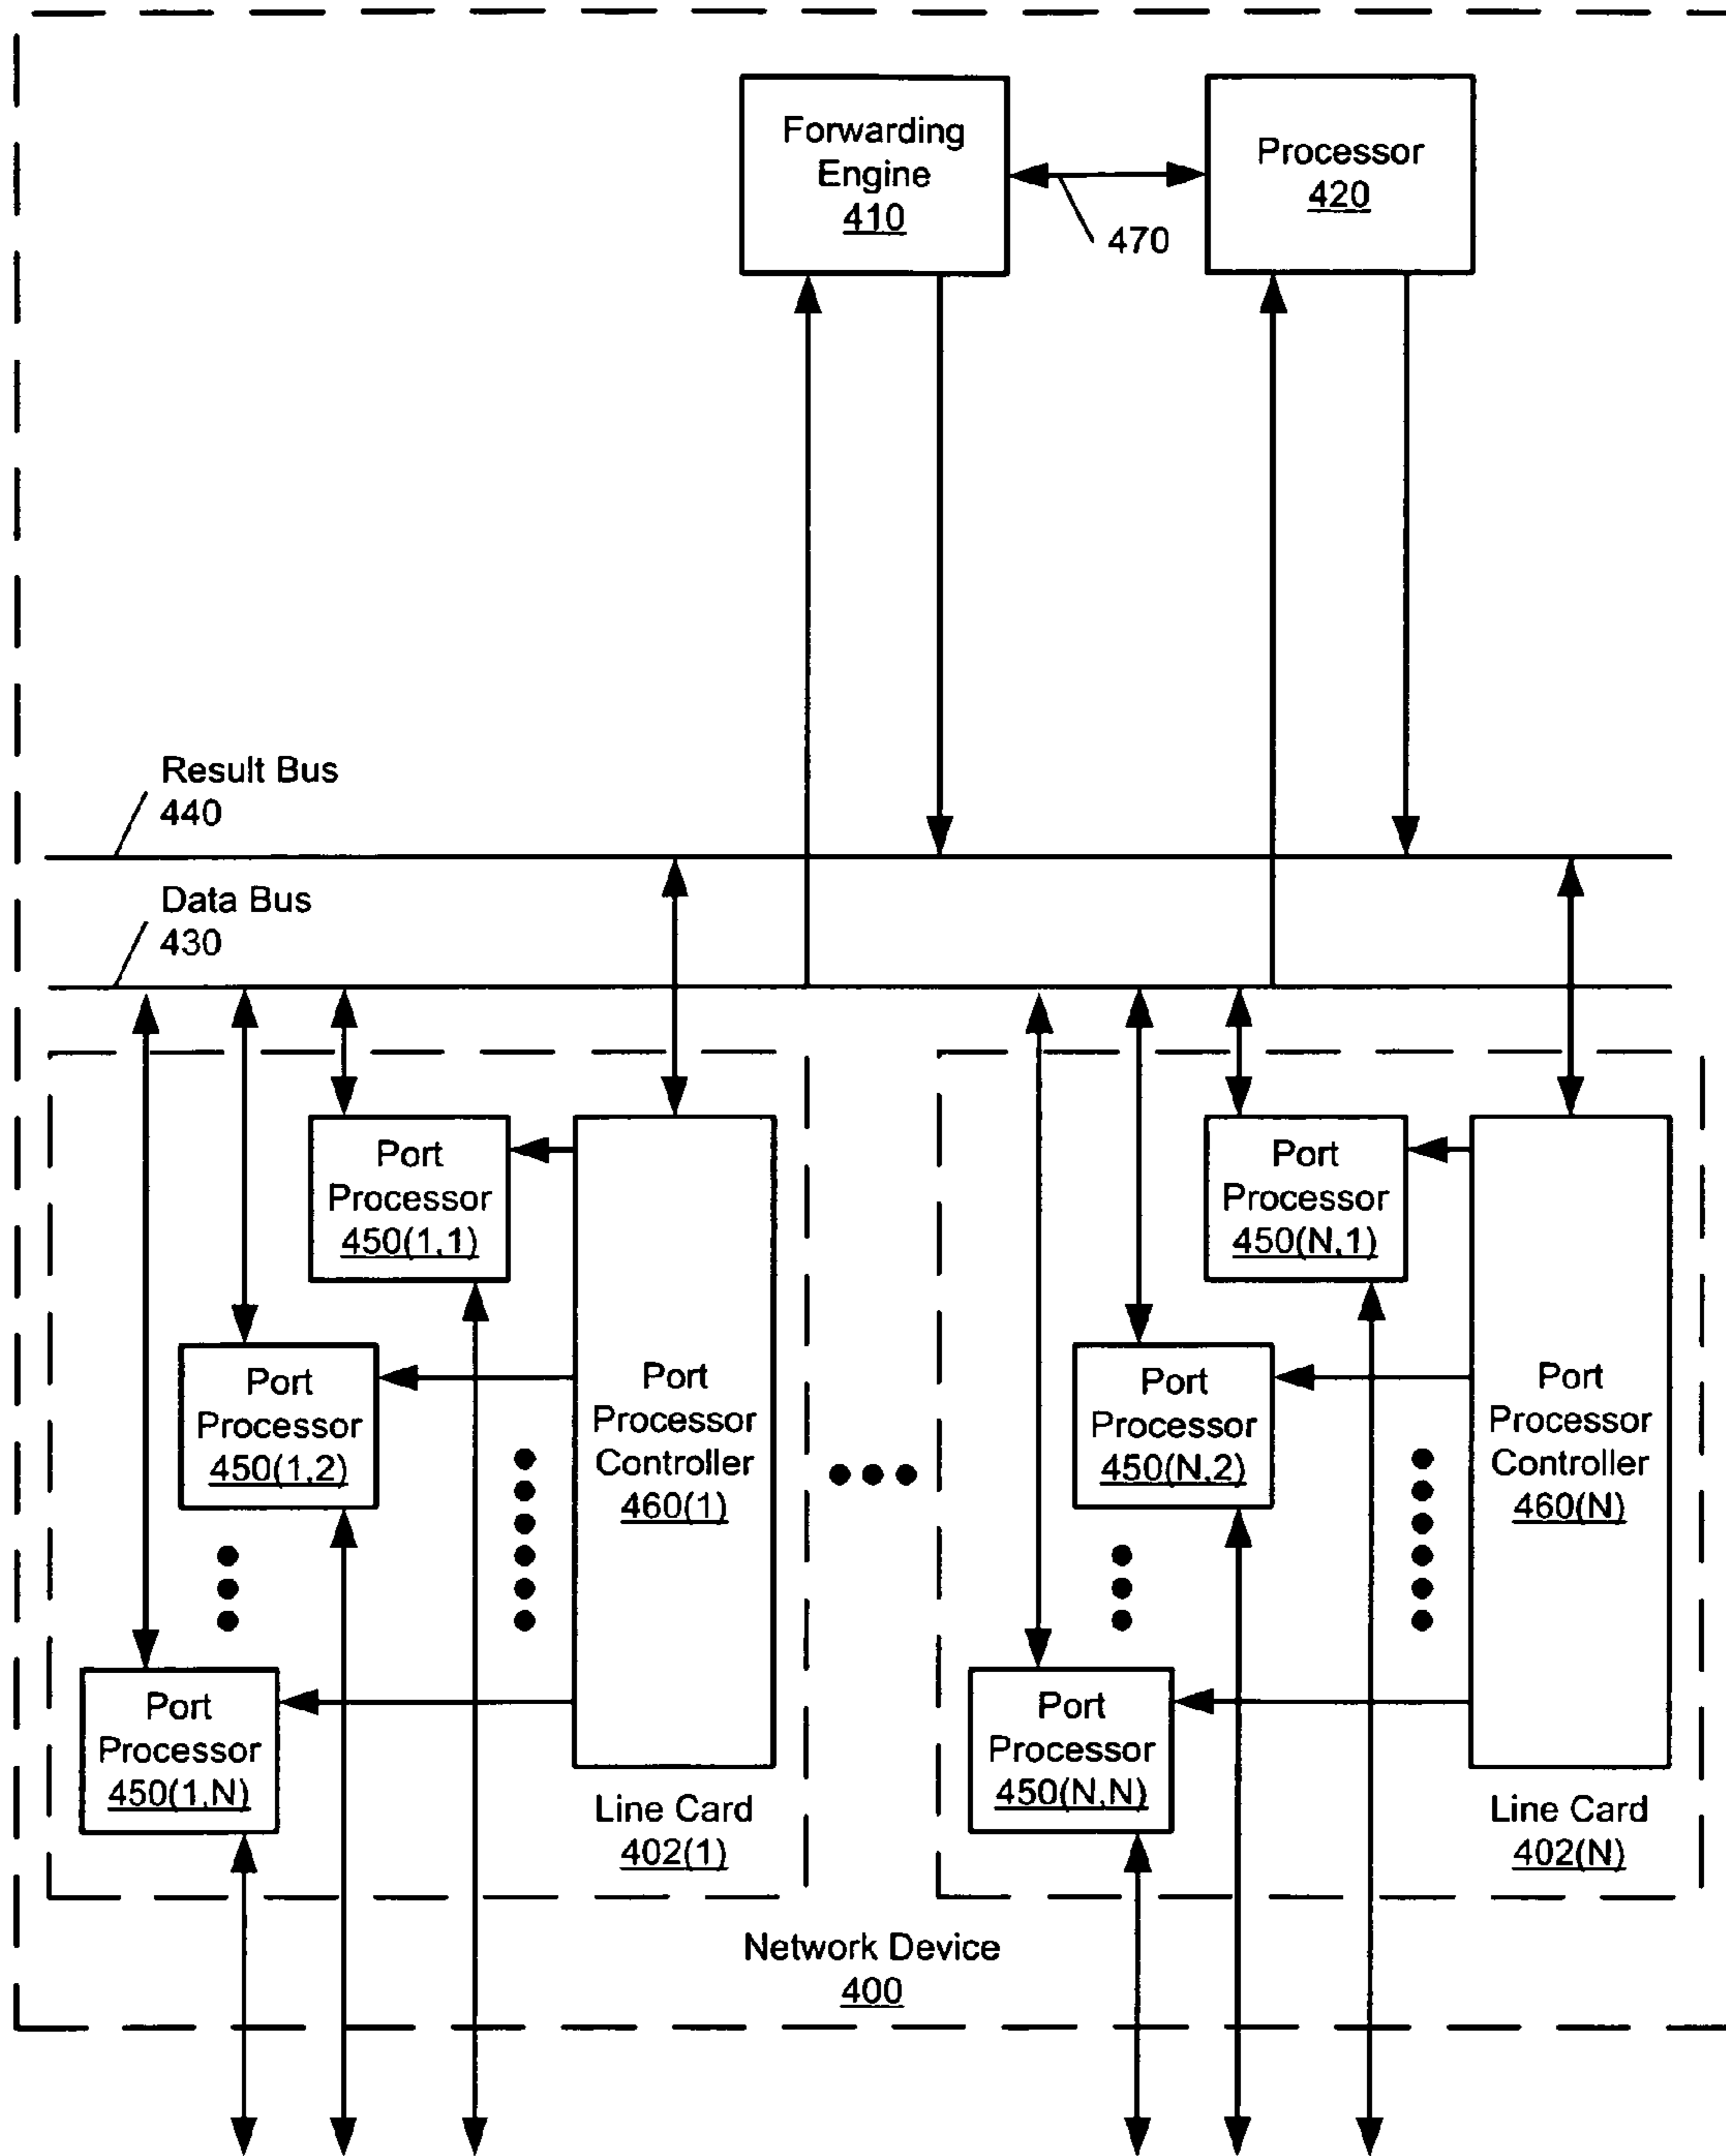 Forwarding
Engine
410
Processor
420
470
Result Bus
440
Data Bus
430
Port
Processor
450(1,1)
Port
Processor
450(1,2)
Port
Processor
450(1,N)
Port
Processor
Controller
460(1)
Line Card
402(1)
Port
Processor
450(N,1)
Port
Processor
450(N,2)
Port
Processor
450(N,N)
Port
Processor
Controller
460(N)
Line Card
402(N)
Network Device
400